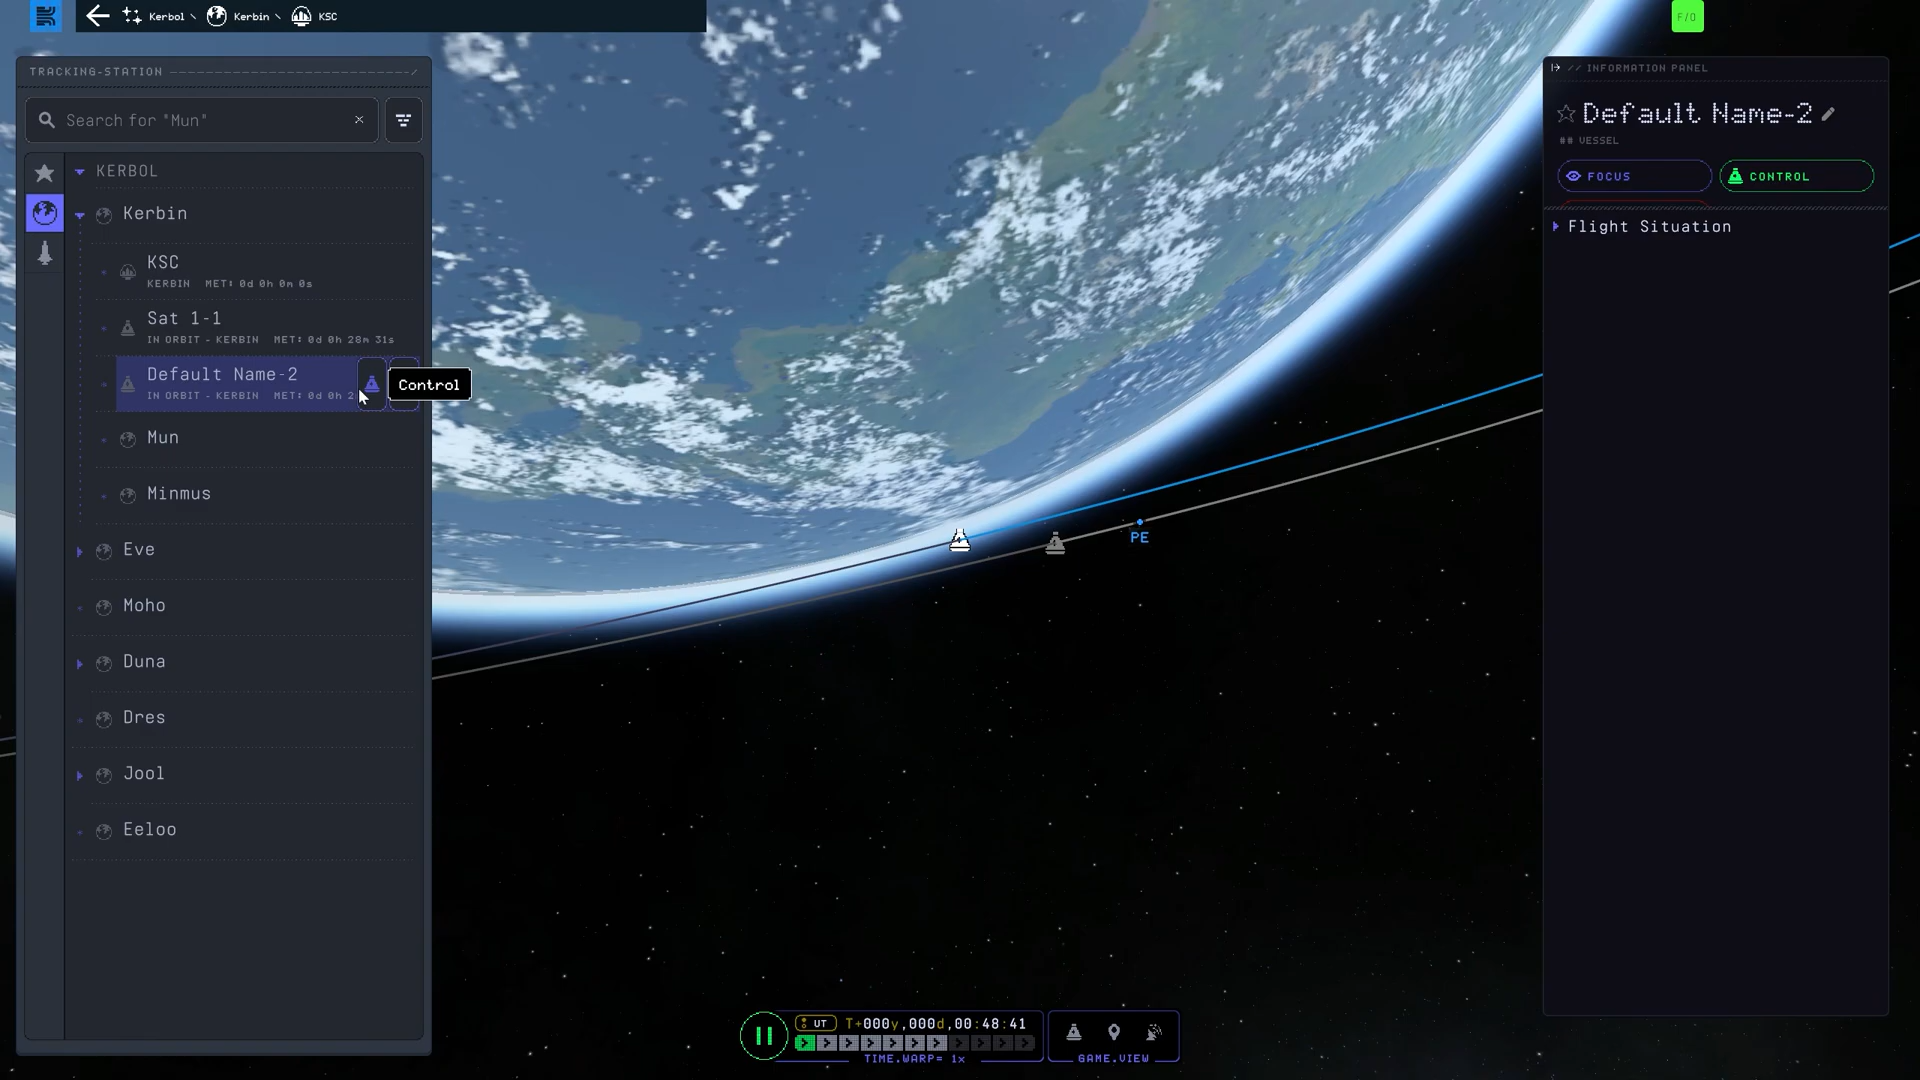 Kerbol
Kerbin
KSC
F/O
TRACKING-STATION
Search for "Mun"
KERBOL
Kerbin
KSC
KERBIN MET: 0d 0h 0m 0s
Sat 1-1
IN ORBIT - KERBIN MET: 0d 0h 28m 31s
Default Name-2
IN ORBIT - KERBIN MET: 0d 0h 2
Control
Mun
Minmus
Eve
Moho
Duna
Dres
Jool
Eeloo
PE
// INFORMATION PANEL
Default Name-2
## VESSEL
FOCUS
CONTROL
Flight Situation
UT T+000y,000d,00:48:41
TIME.WARP= 1x
GAME.VIEW